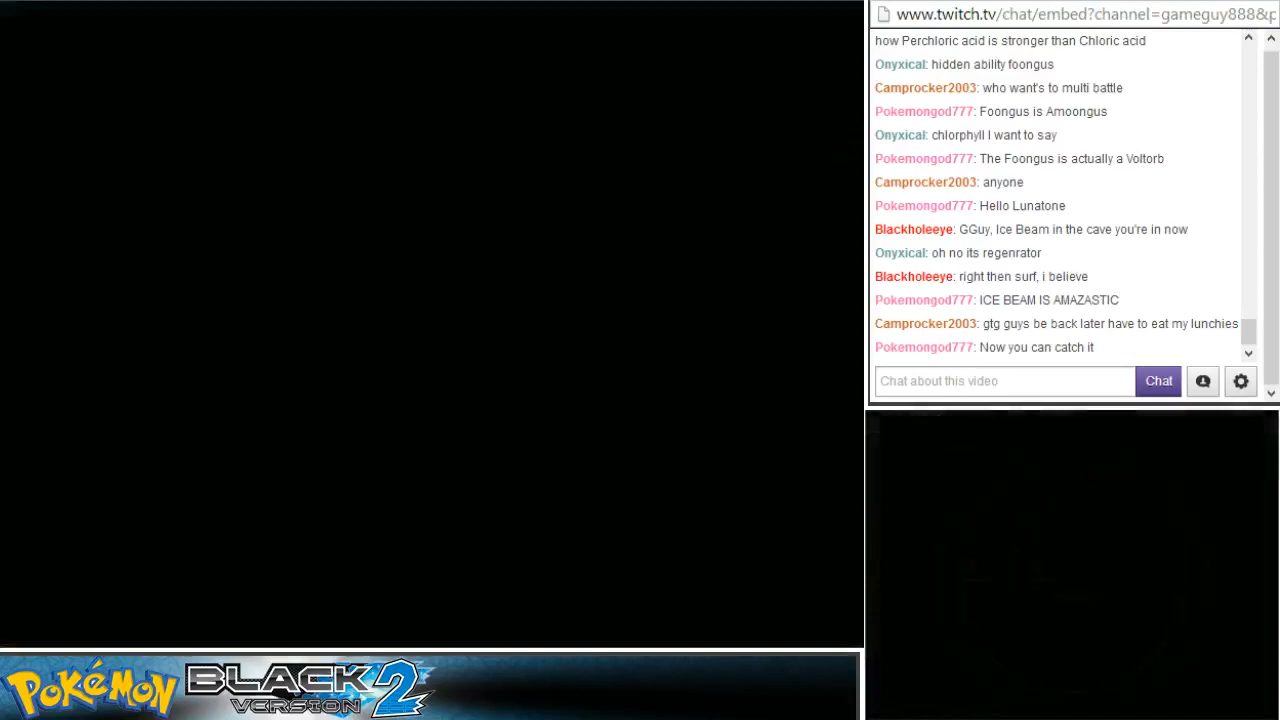 www.twitch.tv/chat/embed?channel=gameguy888&p
how Perchloric acid is stronger than Chloric acid
Onyxical: hidden ability foongus
Camprocker2003: who want's to multi battle
Pokemongod777: Foongus is Amoongus
Onyxical: chlorphyll I want to say
Pokemongod777: The Foongus is actually a Voltorb
Camprocker2003: anyone
Pokemongod777: Hello Lunatone
Blackholeeye: GGuy, Ice Beam in the cave you're in now
Onyxical: oh no its regenrator
Blackholeeye: right then surf, i believe
Pokemongod777: ICE BEAM IS AMAZASTIC
Camprocker2003: gtg guys be back later have to eat my lunchies
Pokemongod777: Now you can catch it
Chat about this video
Chat
POKéMON
BLACK 2
VERSION